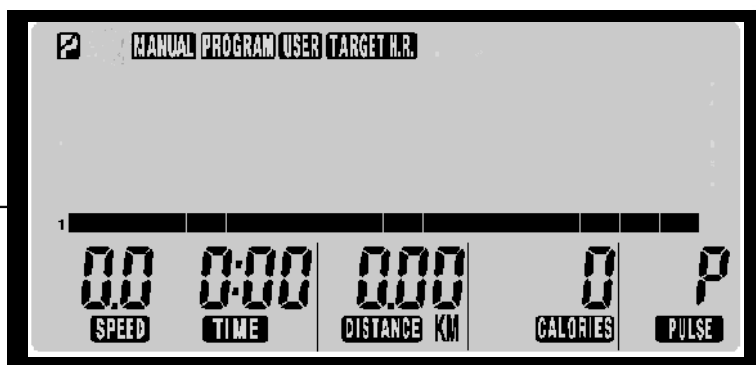 MANUAL PROGRAM USER TARGET H.R.
1
0.0 0:00 0.00 0 P
SPEED TIME DISTANCE KM CALORIES PULSE